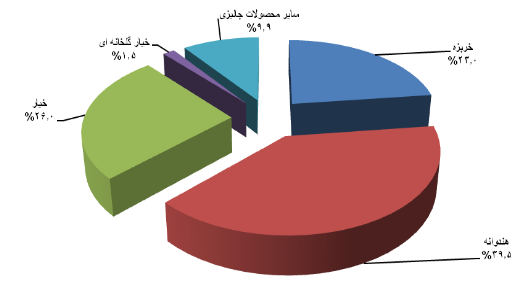 سایر محصولات جالیزی
%۹٫۹
خیار گلخانه ای
%۱٫۵
خربزه
%۲۳٫۰
خیار
%۲۶٫۰
هندوانه
%۳۹٫۵